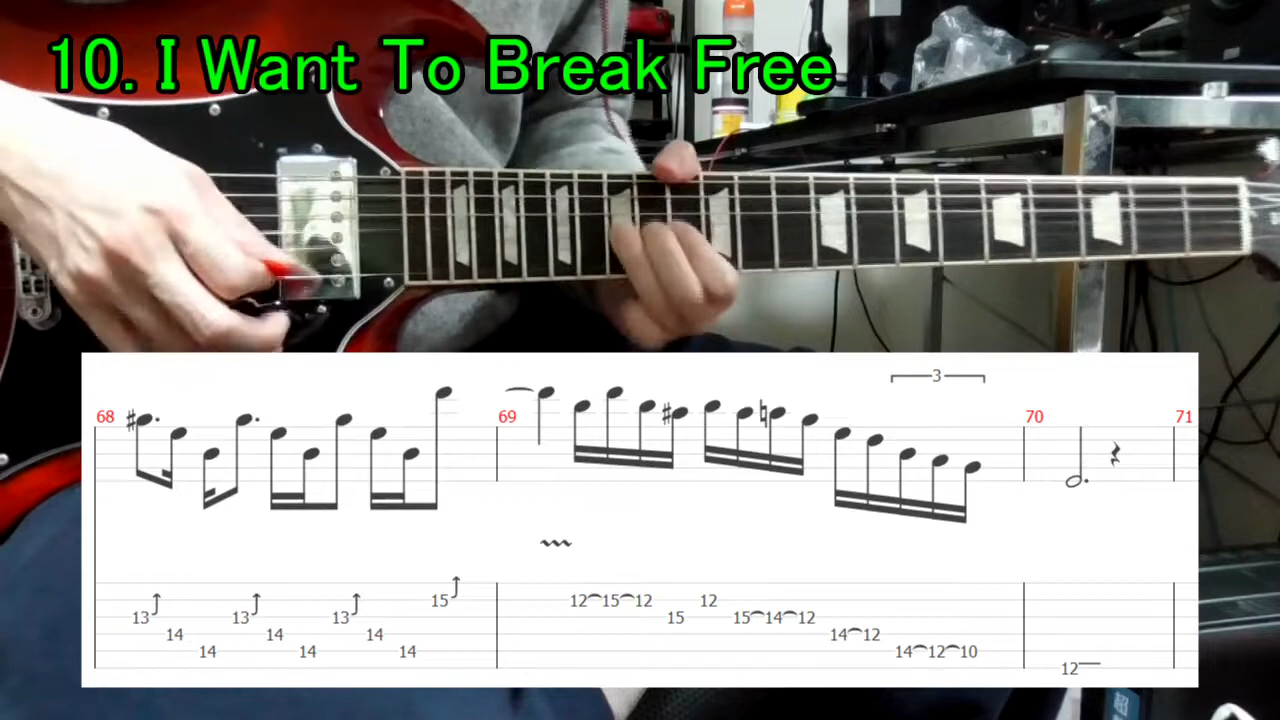 10. I Want To Break Free
3
68 69 70 71
15 12 15 12 12
13 13 13 15 15 14 12
14 14 14 14 12
14 14 14 14 12 10
12